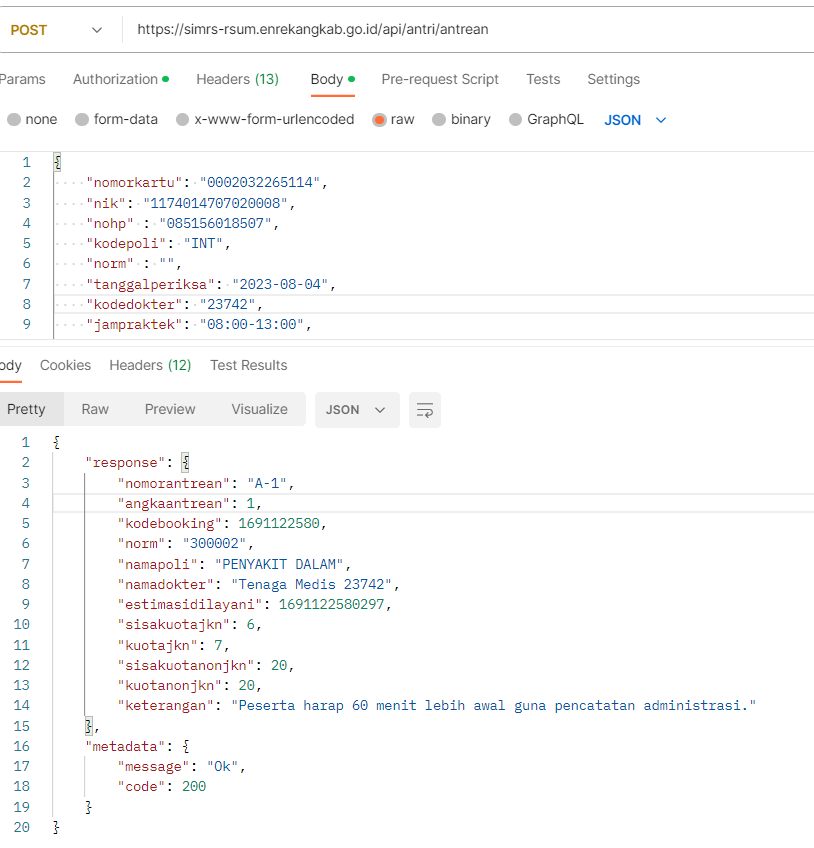 POST https://simrs-rsum.enrekangkab.go.id/api/antri/antrean
Params Authorization Headers (13) Body Pre-request Script Tests Settings
none form-data x-www-form-urlencoded raw binary GraphQL JSON
1 {
2 "nomorkartu": "0002032265114",
3 "nik": "1174014707020008",
4 "nohp" : "085156018507",
5 "kodepoli": "INT",
6 "norm" : "",
7 "tanggalperiksa": "2023-08-04",
8 "kodedokter": "23742",
9 "jampraktek": "08:00-13:00",
ody Cookies Headers (12) Test Results
Pretty Raw Preview Visualize JSON
1 {
2 "response": {
3 "nomorantrean": "A-1",
4 "angkaantrean": 1,
5 "kodebooking": 1691122580,
6 "norm": "300002",
7 "namapoli": "PENYAKIT DALAM",
8 "namadokter": "Tenaga Medis 23742",
9 "estimasidilayani": 1691122580297,
10 "sisakuotajkn": 6,
11 "kuotajkn": 7,
12 "sisakuotanonjkn": 20,
13 "kuotanonjkn": 20,
14 "keterangan": "Peserta harap 60 menit lebih awal guna pencatatan administrasi."
15 },
16 "metadata": {
17 "message": "Ok",
18 "code": 200
19 }
20 }